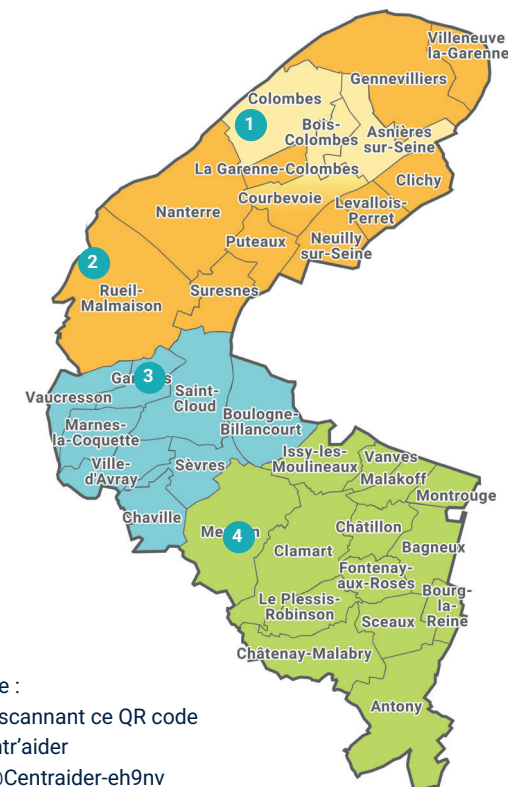 Villeneuve
la-Garenne
Gennevilliers
Colombes
1
Bois-
Colombes
Asnières
sur-Seine
La Garenne-Colombes
Clichy
Courbevoie
Levallois-
Perret
Nanterre
Puteaux
Neuilly
sur-Seine
2
Rueil-
Malmaison
Suresnes
3
Vaucresson
Saint-
Cloud
Boulogne-
Billancourt
Marnes-
la-Coquette
Ville-
d'Avray
Sèvres
Issy-les-
Moulineaux
Vanves
Malakoff
Montrouge
Chaville
4
Châtillon
Clamart
Bagneux
Fontenay-
aux-Roses
Bourg-
la-
Reine
Le Plessis-
Robinson
Sceaux
Châtenay-Malabry
Antony
e :
scannant ce QR code
ntr'aider
@Centraider-eh9nv